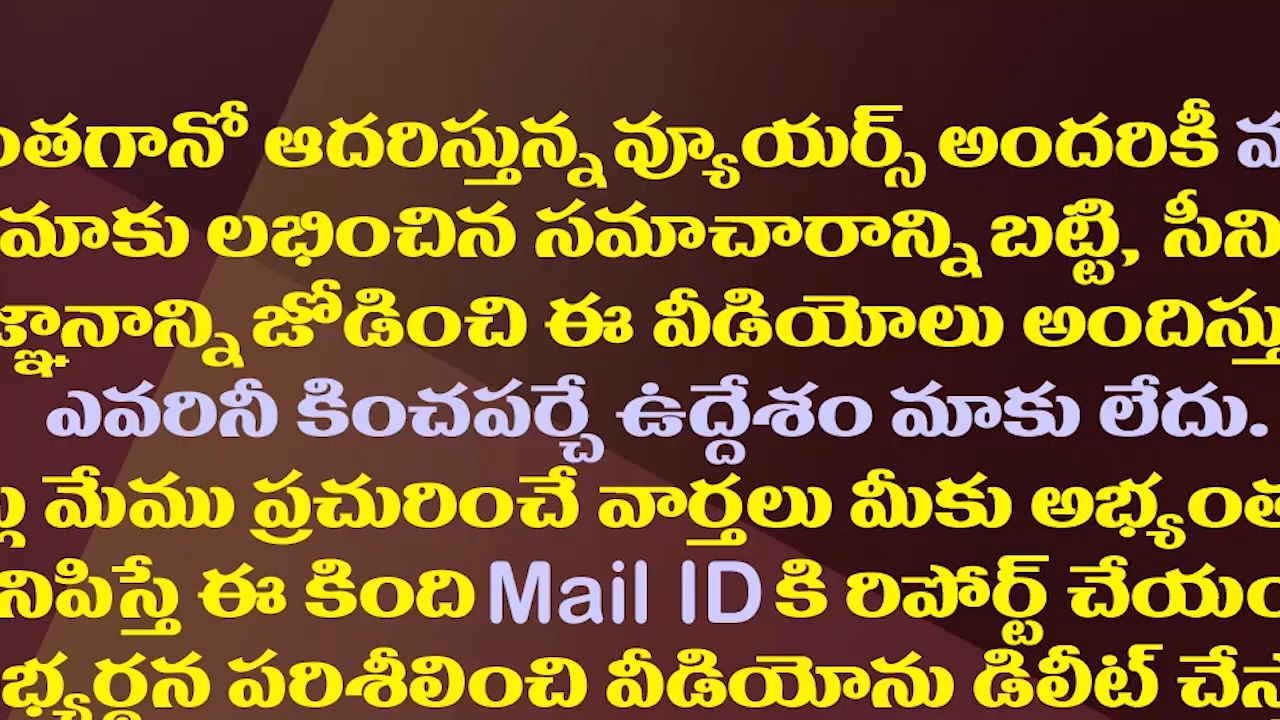 ంతగానో ఆదరిస్తున్న వ్యూయర్స్ అందరికీ
మాకు లభించిన సమాచారాన్ని బట్టి, సీని
జ్ఞానాన్ని జోడించి ఈ వీడియోలు అందిస్తు
ఎవరినీ కించపర్చే ఉద్దేశం మాకు లేదు.
మేము ప్రచురించే వార్తలు మీకు అభ్యంత
నిపిస్తే ఈ కింది Mail ID కి రిపోర్ట్ చేయం
భ్యర్థన పరిశీలించి వీడియోను డిలీట్ చేస